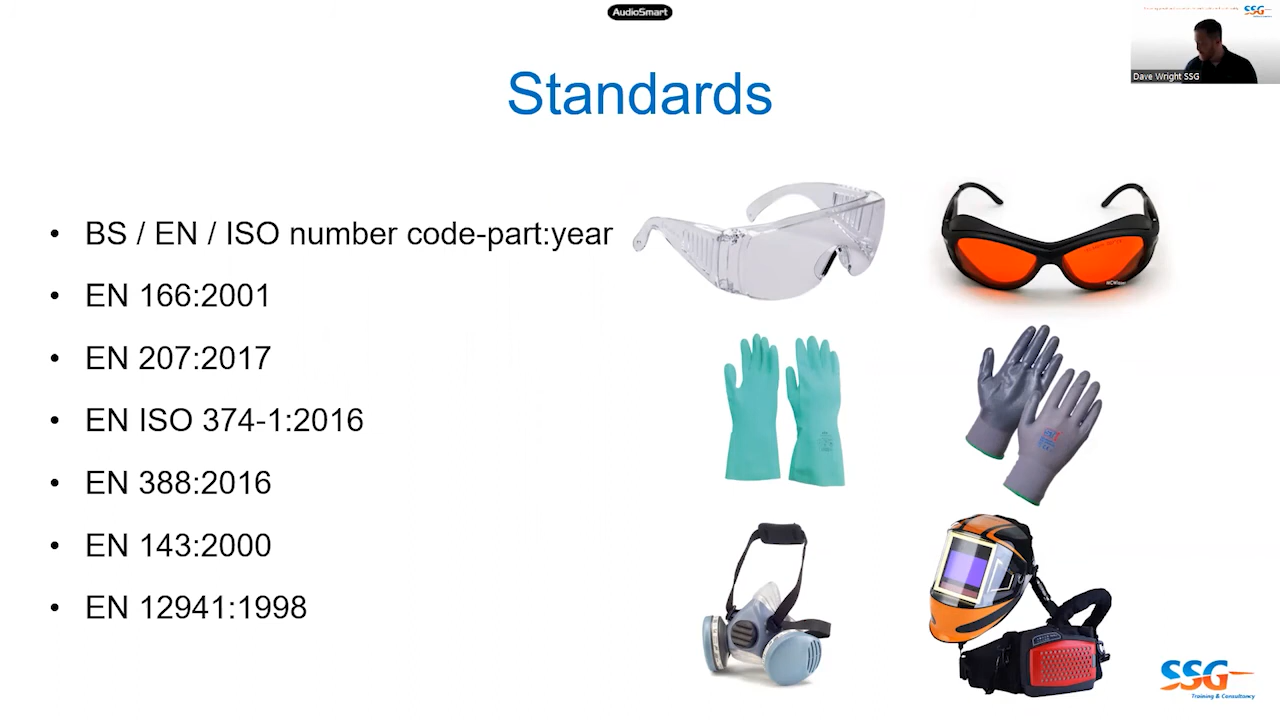 AudioSmart
SSG
Dave Wright SSG
Standards
• BS / EN / ISO number code-part:year
• EN 166:2001
• EN 207:2017
• EN ISO 374-1:2016
• EN 388:2016
• EN 143:2000
• EN 12941:1998
SSG
Training & Consultancy